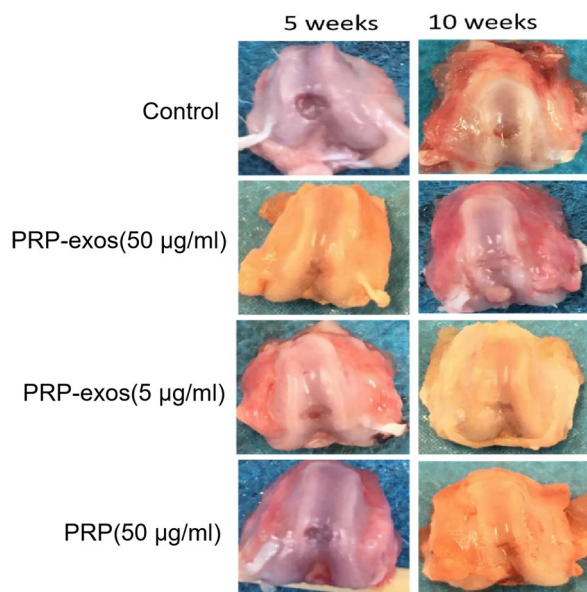 5 weeks 10 weeks
Control
PRP-exos(50 μg/ml)
PRP-exos(5 μg/ml)
PRP(50 μg/ml)